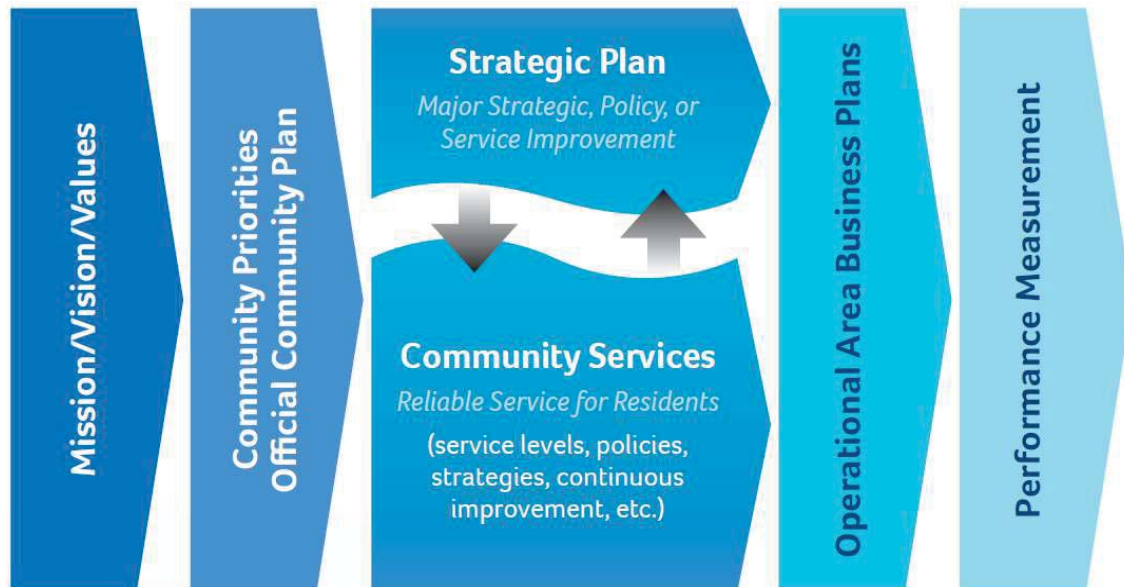 Mission/Vision/Values
Community Priorities
Official Community Plan
Strategic Plan
Major Strategic, Policy, or
Service Improvement
Community Services
Reliable Service for Residents
(service levels, policies,
strategies, continuous
improvement, etc.)
Operational Area Business Plans
Performance Measurement